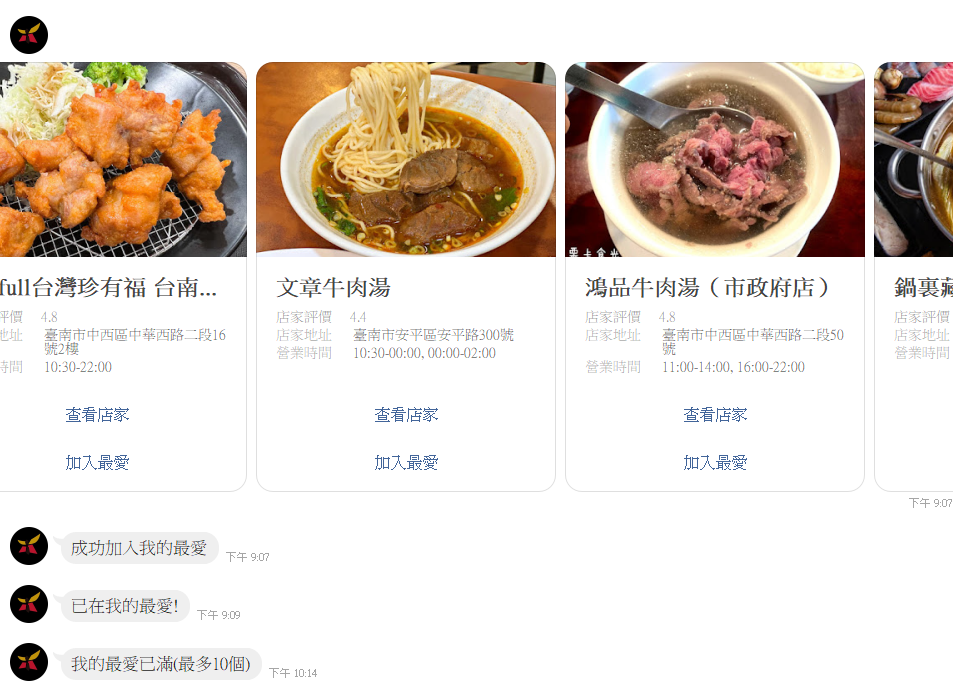 full台灣珍有福 台南...
評價 4.8
地址 臺南市中西區中華西路二段16
號2樓
時間 10:30-22:00
查看店家
加入最愛
文章牛肉湯
店家評價 4.4
店家地址 臺南市安平區安平路300號
營業時間 10:30-00:00, 00:00-02:00
查看店家
加入最愛
鴻品牛肉湯（市政府店）
店家評價 4.8
店家地址 臺南市中西區中華西路二段50
號
營業時間 11:00-14:00, 16:00-22:00
查看店家
加入最愛
鍋裏藏
店家評價
店家地址
營業時間
下午 9:07
成功加入我的最愛 下午 9:07
已在我的最愛! 下午 9:09
我的最愛已滿(最多10個) 下午 10:14